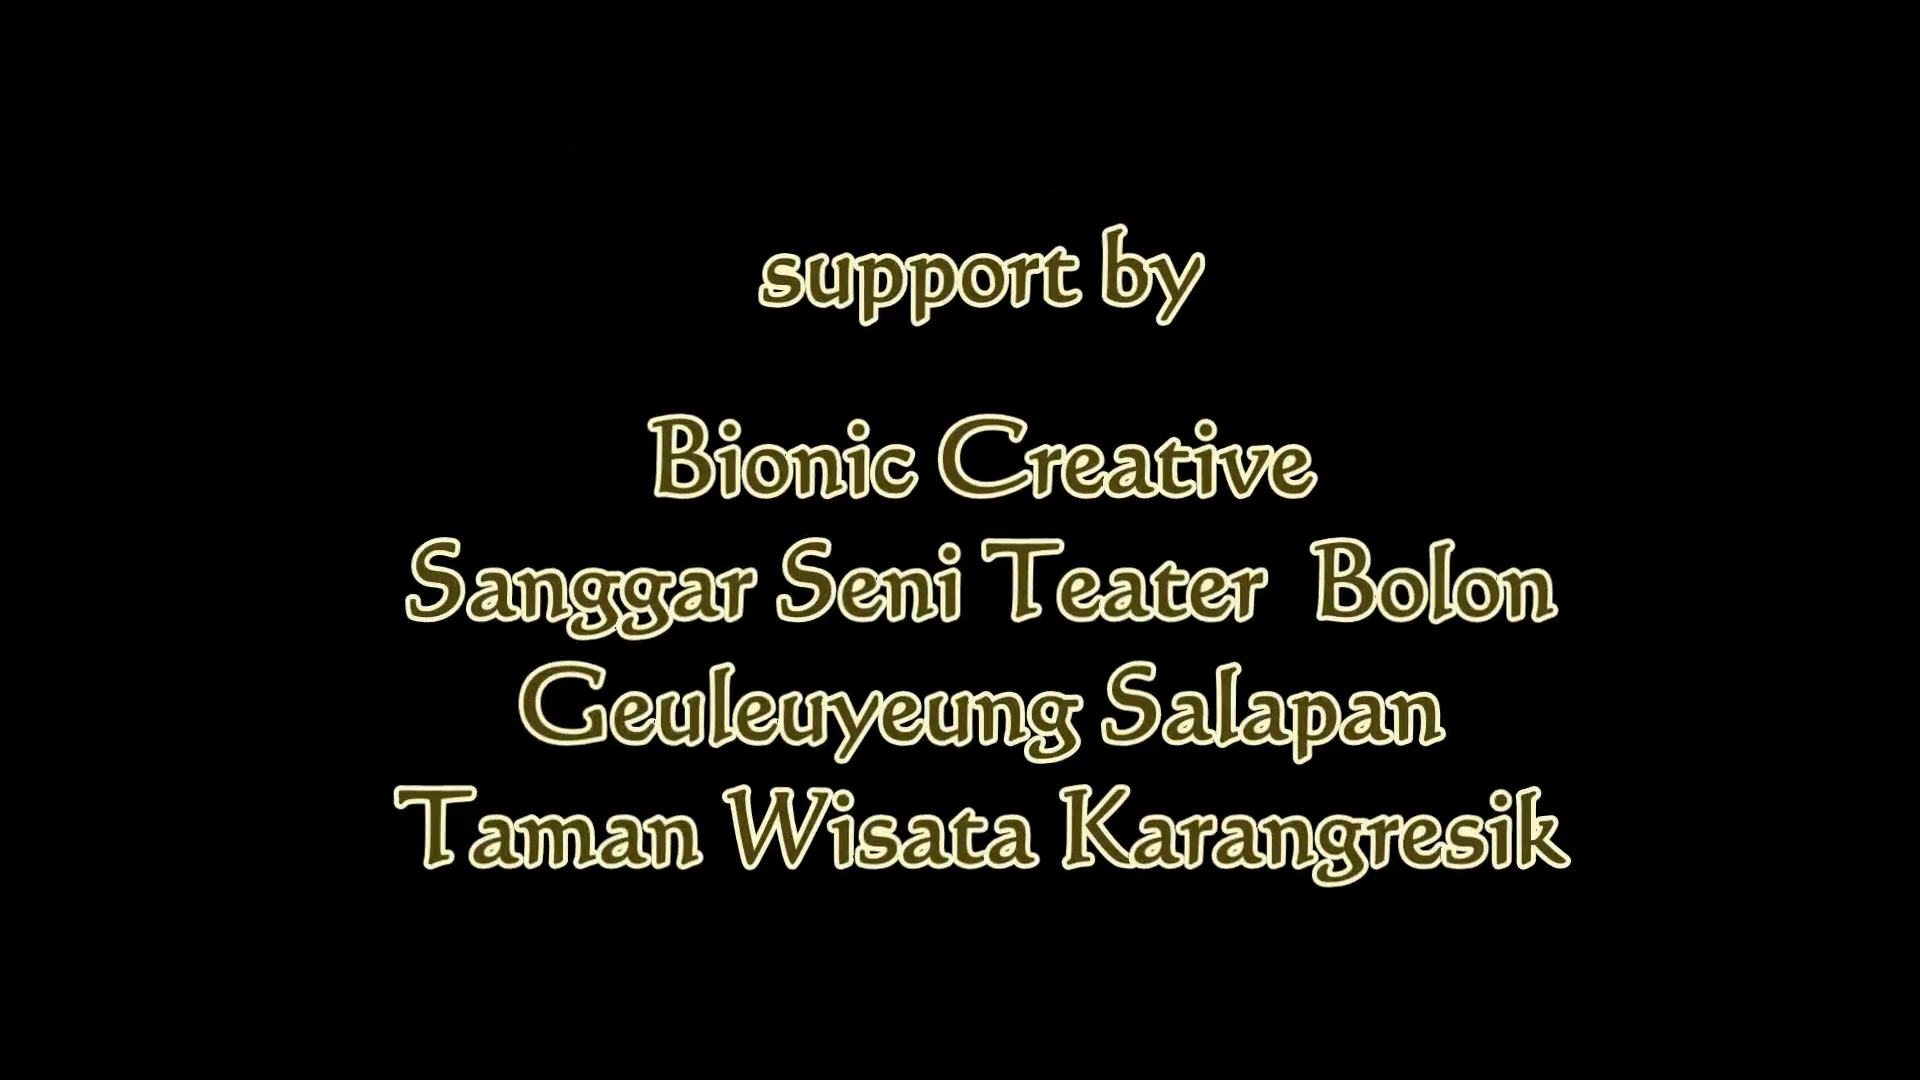 support by
Bionic Creative
Sanggar Seni Teater Bolon
Geuleuyeung Salapan
Taman Wisata Karangresik